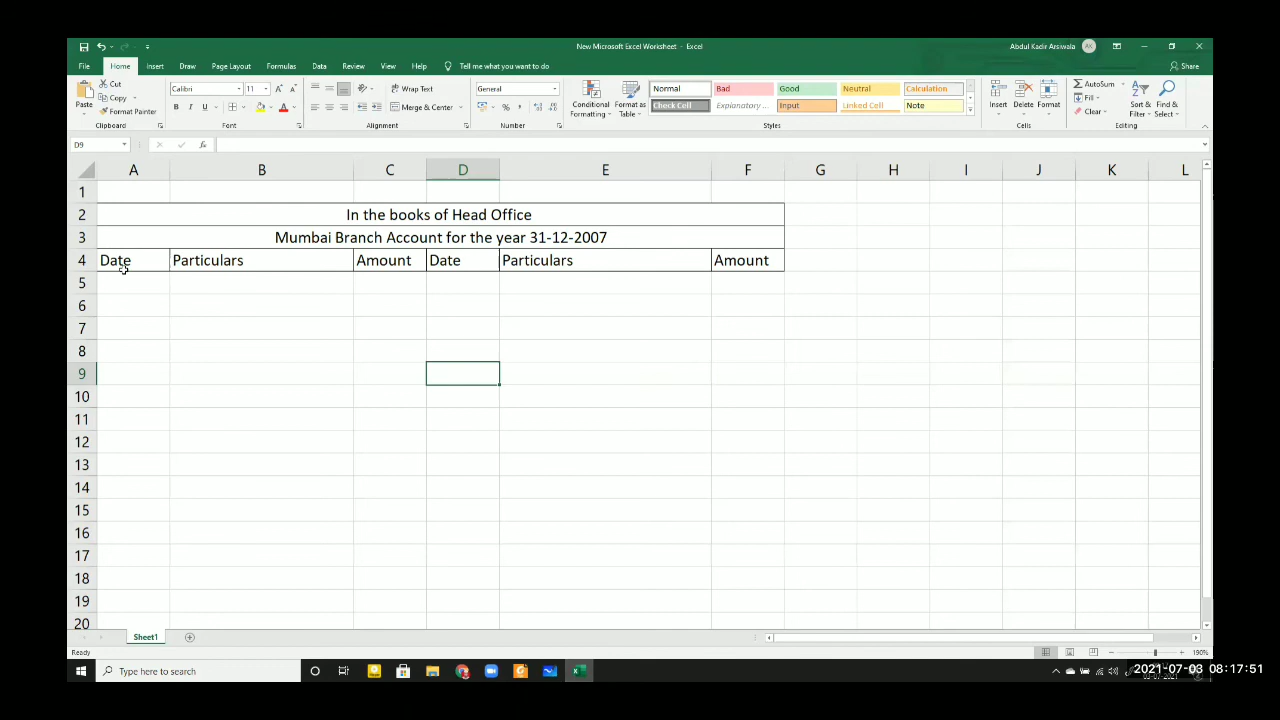 New Microsoft Excel Worksheet - Excel
Abdul Kadir Arsiwala AK
File Home Insert Draw Page Layout Formulas Data Review View Help Tell me what you want to do Share
Paste
Cut
Copy
Format Painter
Clipboard
Calibri 11
B I U
Font
Wrap Text
Merge & Center
Alignment
General
Number
Conditional Formatting
Format as Table
Normal Bad Good Neutral Calculation
Check Cell Explanatory ... Input Linked Cell Note
Styles
Insert Delete Format
Cells
AutoSum
Fill
Clear
Sort & Filter
Find & Select
Editing
D9 fx
A B C D E F G H I J K L
1
2 In the books of Head Office
3 Mumbai Branch Account for the year 31-12-2007
4 Date Particulars Amount Date Particulars Amount
5
6
7
8
9
10
11
12
13
14
15
16
17
18
19
20
Sheet1
Ready 190%
Type here to search
2021-07-03 08:17:51